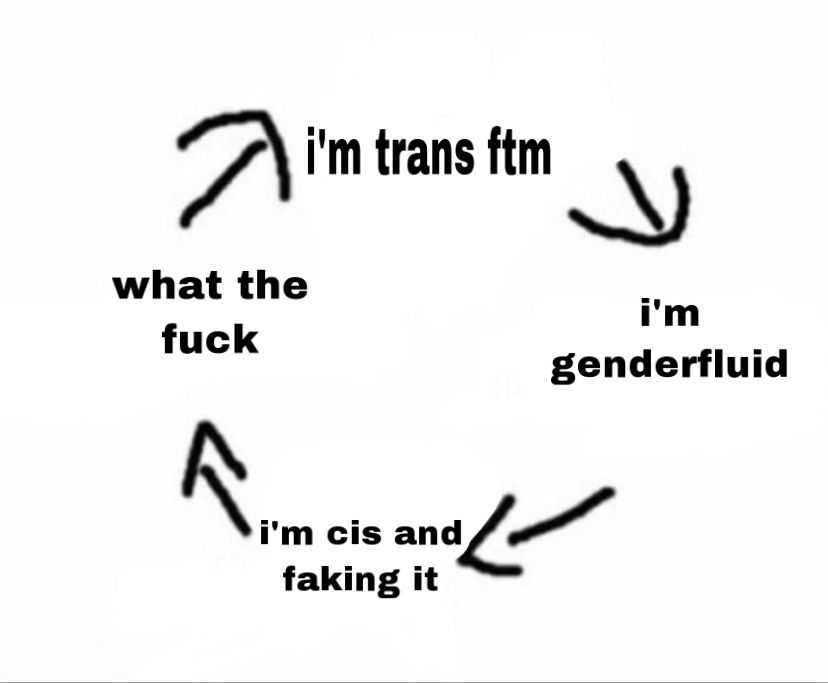 i'm trans ftm
what the
fuck
i'm
genderfluid
i'm cis and
faking it